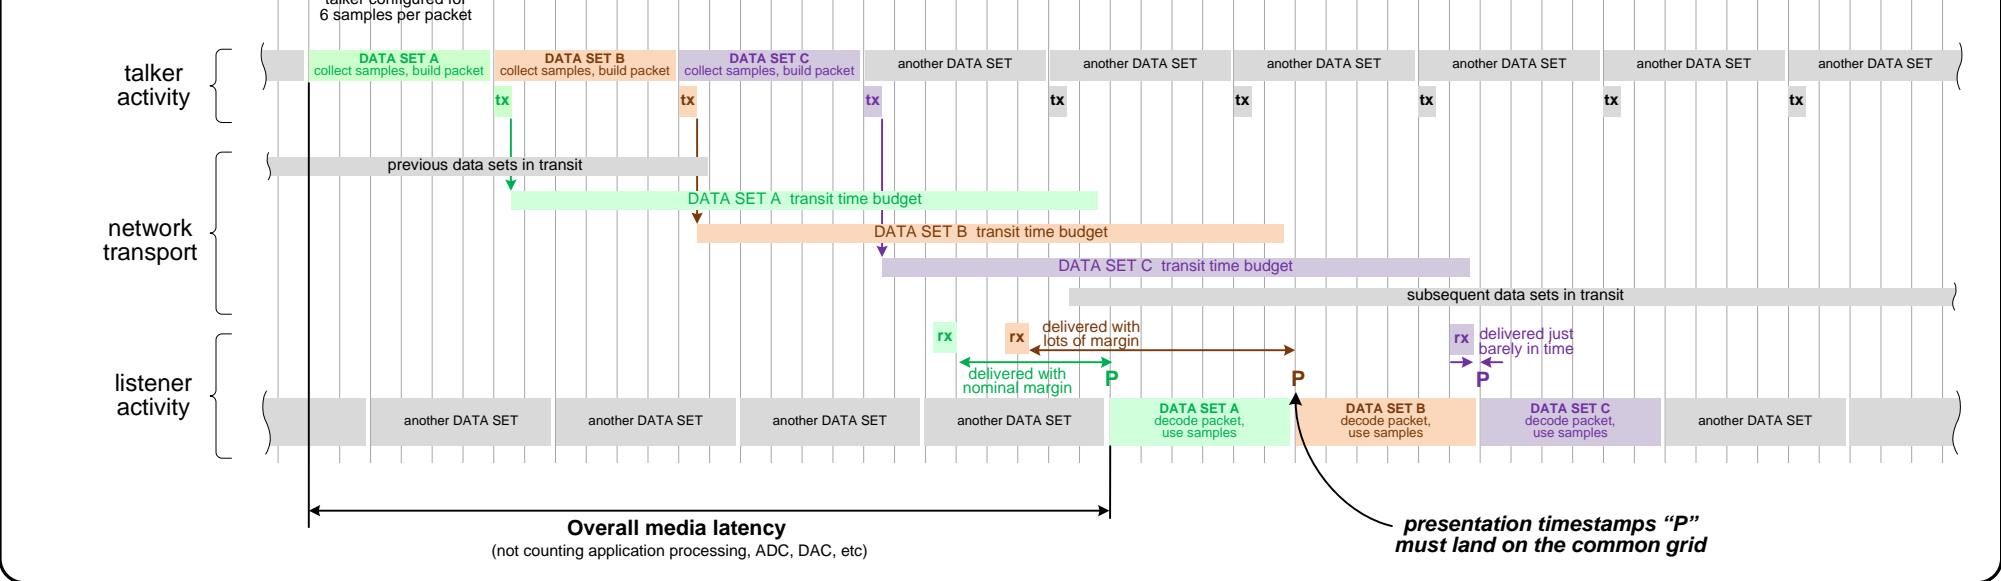 talker configured for
6 samples per packet
talker
activity
DATA SET A
collect samples, build packet
DATA SET B
collect samples, build packet
DATA SET C
collect samples, build packet
another DATA SET
another DATA SET
another DATA SET
another DATA SET
another DATA SET
another DATA SET
tx
tx
tx
tx
tx
tx
tx
tx
network
transport
previous data sets in transit
DATA SET A transit time budget
DATA SET B transit time budget
DATA SET C transit time budget
subsequent data sets in transit
listener
activity
rx
delivered with
nominal margin
P
rx
delivered with
lots of margin
P
rx
delivered just
barely in time
P
another DATA SET
another DATA SET
another DATA SET
another DATA SET
DATA SET A
decode packet,
use samples
DATA SET B
decode packet,
use samples
DATA SET C
decode packet,
use samples
another DATA SET
Overall media latency
(not counting application processing, ADC, DAC, etc)
presentation timestamps “P”
must land on the common grid